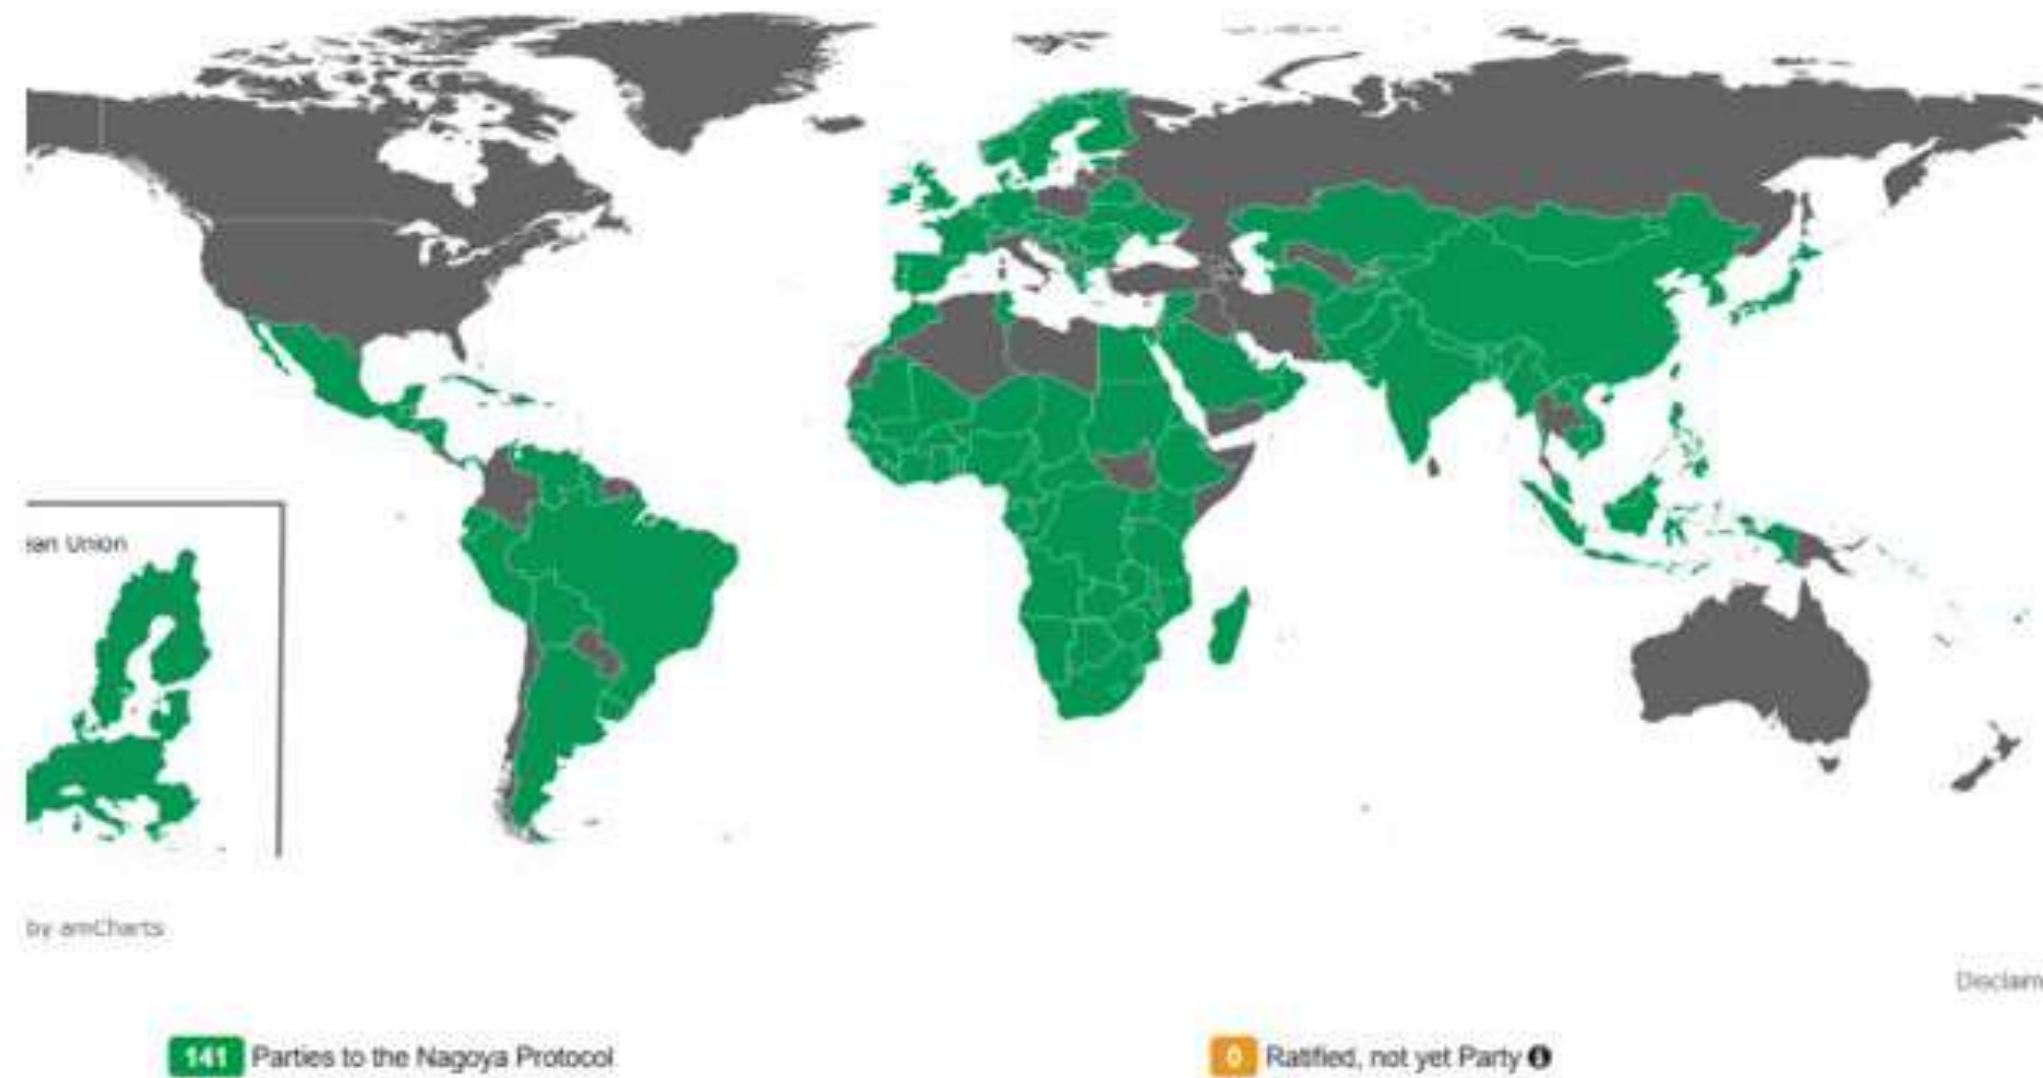 ean Union
by amCharts
Disclaim
141 Parties to the Nagoya Protocol
0 Ratified, not yet Party